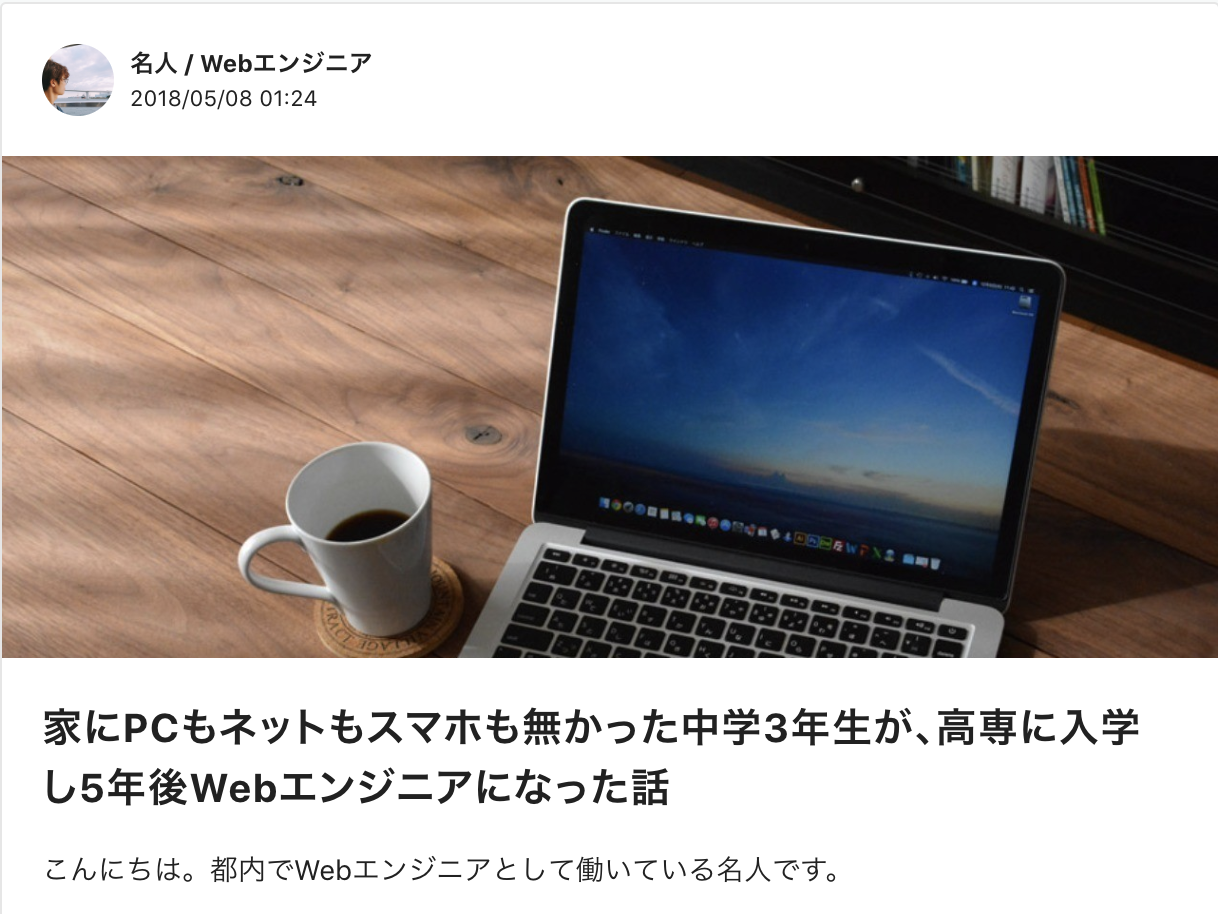 名人 / Webエンジニア
2018/05/08 01:24
家にPCもネットもスマホも無かった中学3年生が、高専に入学
し5年後Webエンジニアになった話
こんにちは。都内でWebエンジニアとして働いている名人です。